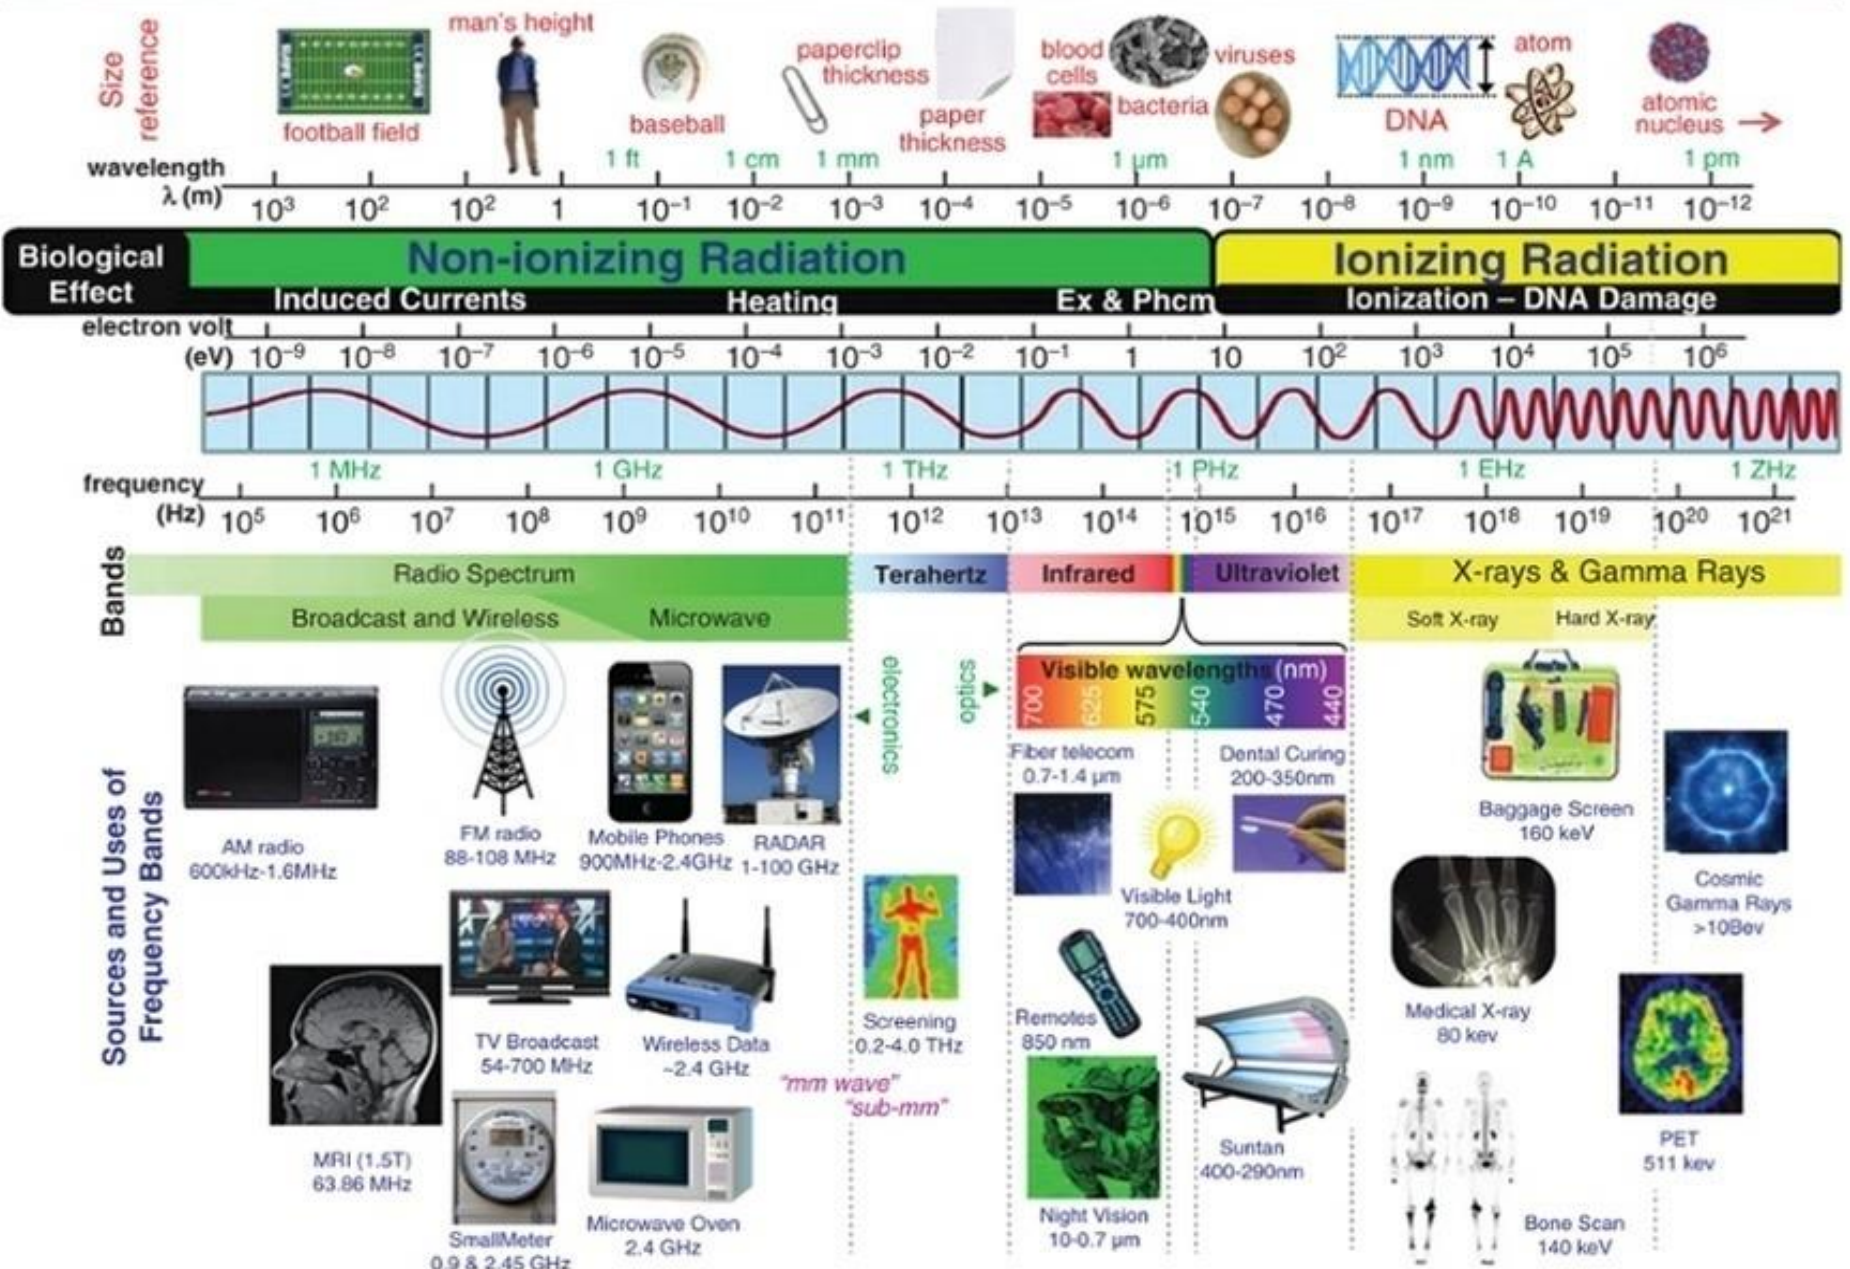 Size
reference
football field
man's height
baseball
paperclip
thickness
paper
thickness
blood
cells
bacteria
viruses
DNA
atom
atomic
nucleus
1 ft
1 cm
1 mm
1 µm
1 nm
1 A
1 pm
wavelength
λ (m)
10³ 10² 10² 1 10⁻¹ 10⁻² 10⁻³ 10⁻⁴ 10⁻⁵ 10⁻⁶ 10⁻⁷ 10⁻⁸ 10⁻⁹ 10⁻¹⁰ 10⁻¹¹ 10⁻¹²
Biological
Effect
Non-ionizing Radiation
Ionizing Radiation
Induced Currents
Heating
Ex & Phcm
Ionization – DNA Damage
electron volt
(eV)
10⁻⁹ 10⁻⁸ 10⁻⁷ 10⁻⁶ 10⁻⁵ 10⁻⁴ 10⁻³ 10⁻² 10⁻¹ 1 10 10² 10³ 10⁴ 10⁵ 10⁶
1 MHz
1 GHz
1 THz
1 PHz
1 EHz
1 ZHz
frequency
(Hz)
10⁵ 10⁶ 10⁷ 10⁸ 10⁹ 10¹⁰ 10¹¹ 10¹² 10¹³ 10¹⁴ 10¹⁵ 10¹⁶ 10¹⁷ 10¹⁸ 10¹⁹ 10²⁰ 10²¹
Bands
Radio Spectrum
Terahertz
Infrared
Ultraviolet
X-rays & Gamma Rays
Broadcast and Wireless
Microwave
Soft X-ray
Hard X-ray
electronics
optics
Visible wavelengths (nm)
700 625 575 540 470 440
Sources and Uses of
Frequency Bands
AM radio
600kHz-1.6MHz
FM radio
88-108 MHz
Mobile Phones
900MHz-2.4GHz
RADAR
1-100 GHz
Fiber telecom
0.7-1.4 µm
Dental Curing
200-350nm
Baggage Screen
160 keV
Visible Light
700-400nm
Cosmic
Gamma Rays
>10Bev
TV Broadcast
54-700 MHz
Wireless Data
~2.4 GHz
Screening
0.2-4.0 THz
Remotes
850 nm
Medical X-ray
80 kev
"mm wave"
"sub-mm"
MRI (1.5T)
63.86 MHz
SmallMeter
0.9 & 2.45 GHz
Microwave Oven
2.4 GHz
Night Vision
10-0.7 µm
Suntan
400-290nm
PET
511 kev
Bone Scan
140 keV